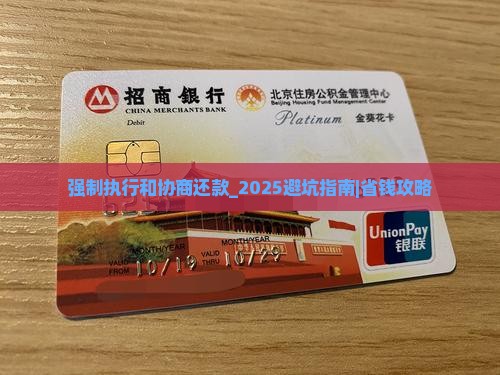 招商银行
CHINA MERCHANTS BANK
北京住房公积金管理中心
Beijing Housing Fund Management Center
Debit
Platinum 金葵花卡
强制执行和协商还款_2025避坑指南|省钱攻略
MONTH/YEAR MONTH/YEAR
VALID FROM 10/19 VALID THRU 10/29
UnionPay
银联